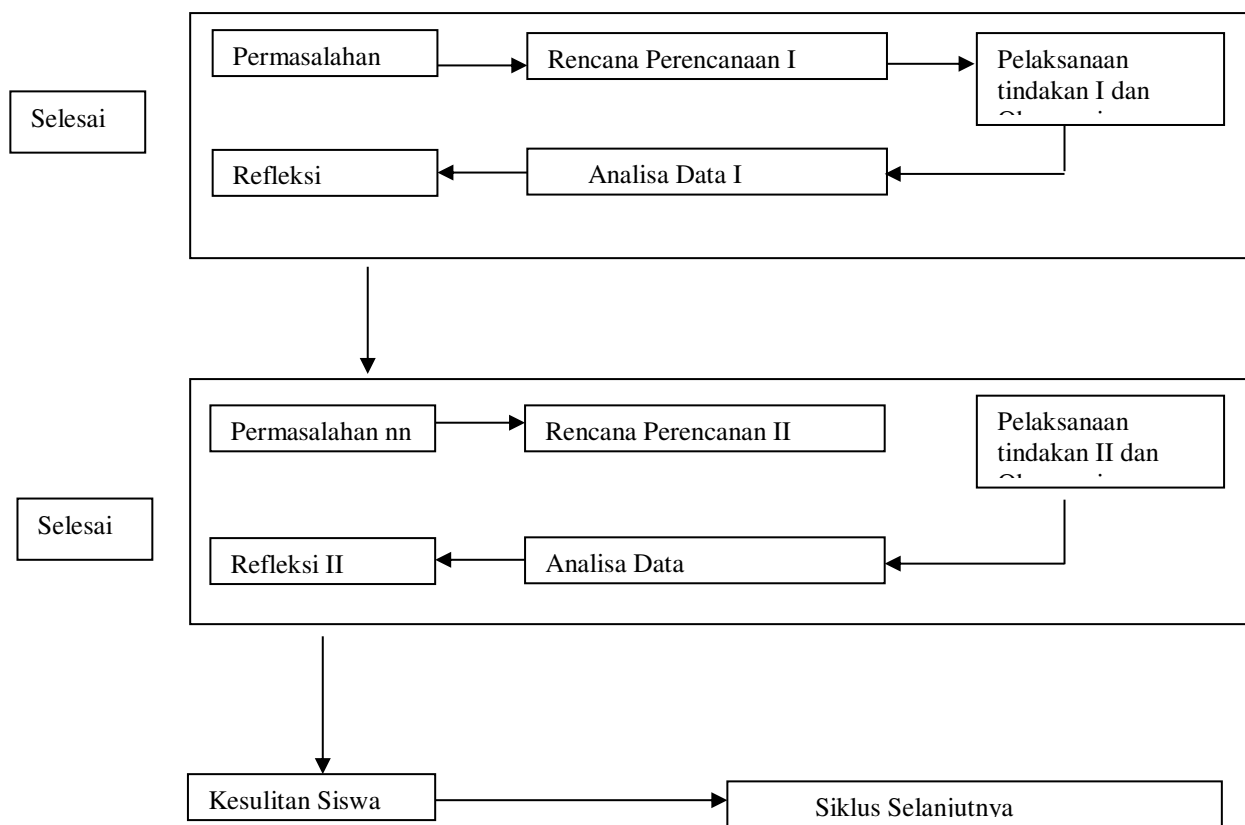 Permasalahan
Rencana Perencanaan I
Pelaksanaan
tindakan I dan
Selesai
Refleksi
Analisa Data I
Permasalahan nn
Rencana Perencanan II
Pelaksanaan
tindakan II dan
Selesai
Refleksi II
Analisa Data
Kesulitan Siswa
Siklus Selanjutnya